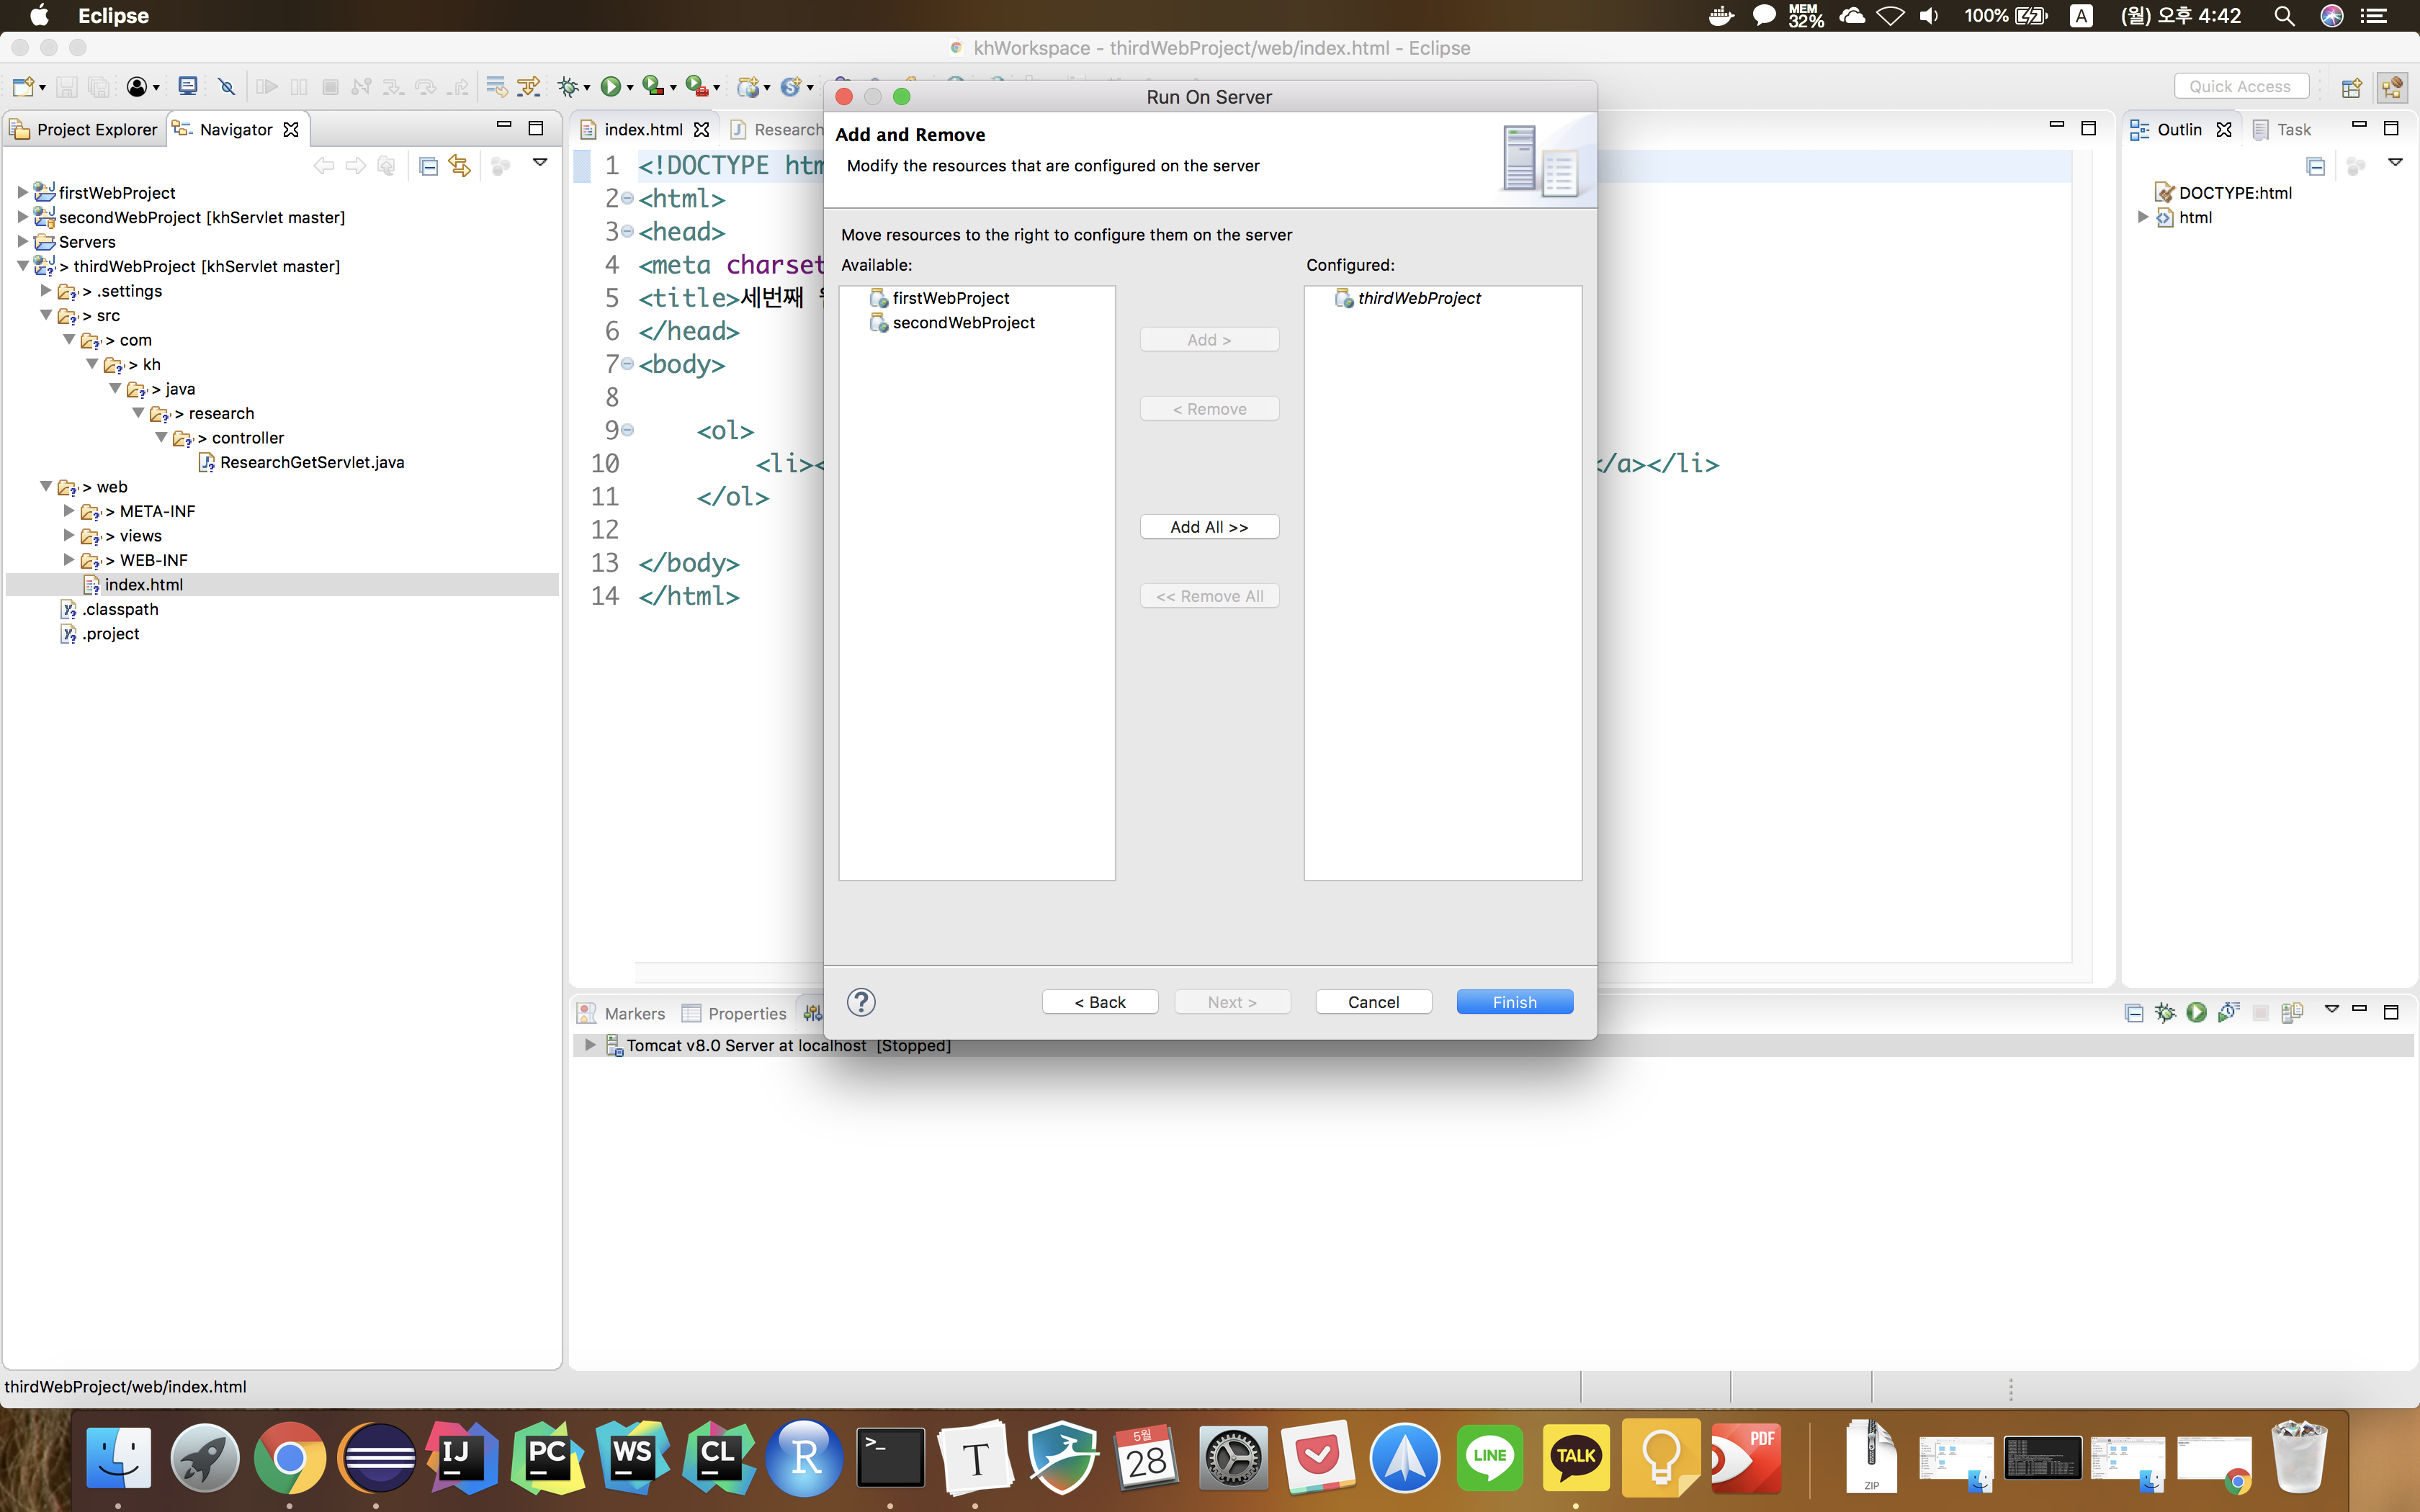 Eclipse
MEM
32%
100%
A
(월) 오후 4:42
khWorkspace - thirdWebProject/web/index.html - Eclipse
Quick Access
Project Explorer
Navigator
firstWebProject
secondWebProject [khServlet master]
Servers
> thirdWebProject [khServlet master]
> .settings
> src
> com
> kh
> java
> research
> controller
ResearchGetServlet.java
> web
> META-INF
> views
> WEB-INF
index.html
.classpath
.project
index.html
Research
1 <!DOCTYPE htm
2 <html>
3 <head>
4 <meta charset
5 <title>세번째
6 </head>
7 <body>
8
9 <ol>
10 <li>< /a></li>
11 </ol>
12
13 </body>
14 </html>
Run On Server
Add and Remove
Modify the resources that are configured on the server
Move resources to the right to configure them on the server
Available:
firstWebProject
secondWebProject
Add >
< Remove
Add All >>
<< Remove All
Configured:
thirdWebProject
?
< Back
Next >
Cancel
Finish
Outlin
Task
DOCTYPE:html
html
Markers
Properties
Tomcat v8.0 Server at localhost [Stopped]
thirdWebProject/web/index.html
IJ
PC
WS
CL
R
>_
T
5월
28
LINE
TALK
PDF
ZIP